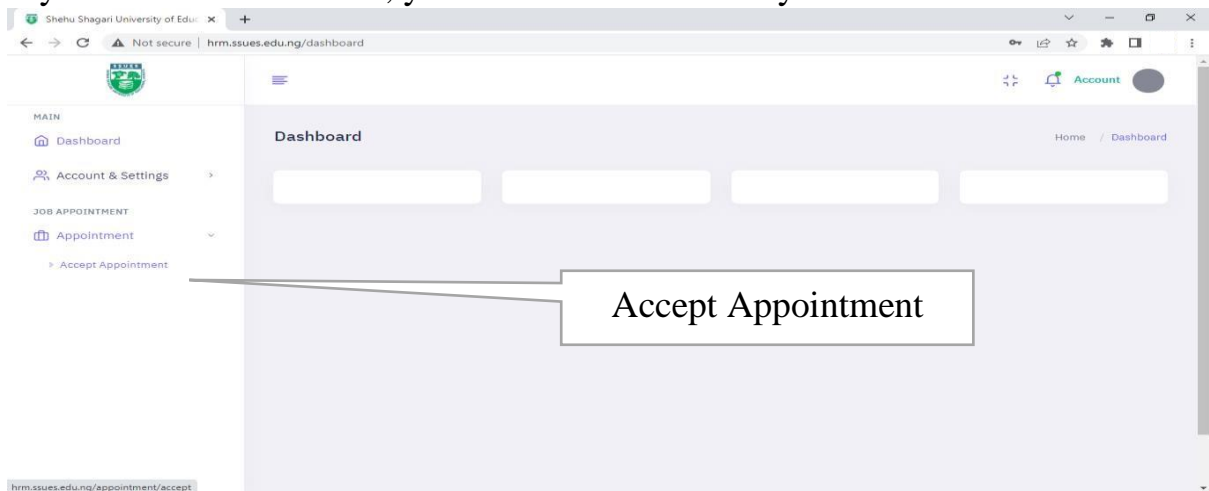 Shehu Shagari University of Educ
Not secure | hrm.ssues.edu.ng/dashboard
SSUES
Account
MAIN
Dashboard
Dashboard
Home / Dashboard
Account & Settings
JOB APPOINTMENT
Appointment
Accept Appointment
Accept Appointment
hrm.ssues.edu.ng/appointment/accept